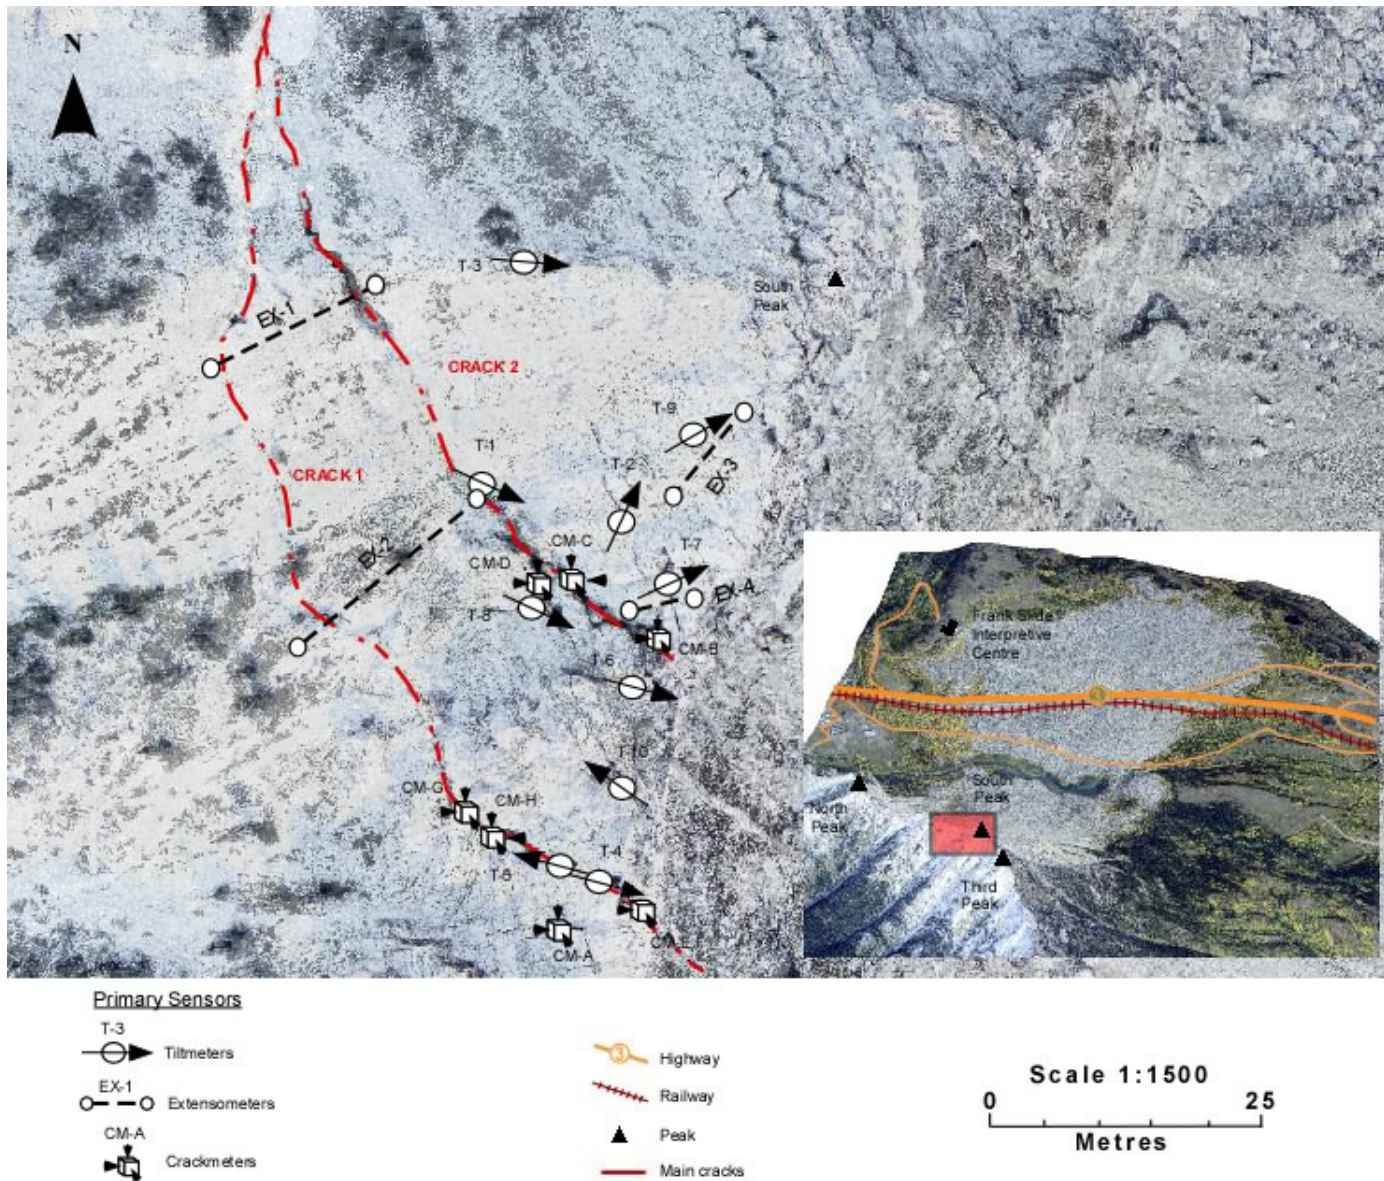 N
T-3
South
Peak
EX-1
CRACK 2
T-9
CRACK 1
T-1
T-2
EX-3
EX-2
CM-C
CM-D
T-7
EX-4
T-8
CM-B
T-6
T-10
CM-G
CM-H
T-5
T-4
CM-A
Frank Slide
Interpretive
Centre
3
South
Peak
North
Peak
Third
Peak
Primary Sensors
T-3
Tiltmeters
EX-1
Extensometers
CM-A
Crackmeters
3
Highway
Railway
Peak
Main cracks
Scale 1:1500
0
25
Metres